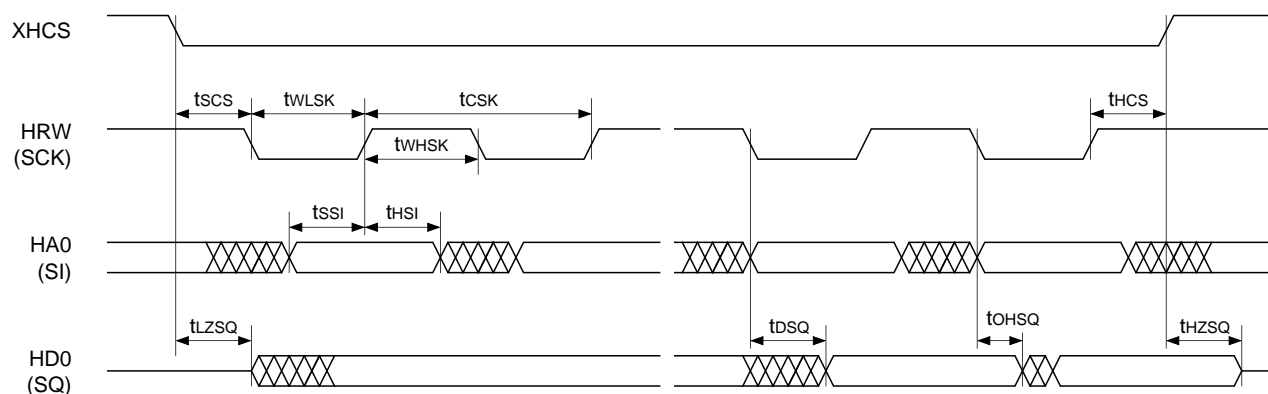 XHCS
tSCS
tWLSK
tCSK
tHCS
HRW
(SCK)
tWHSK
tSSI
tHSI
HA0
(SI)
tLZSQ
tDSQ
tOHSQ
tHZSQ
HD0
(SQ)